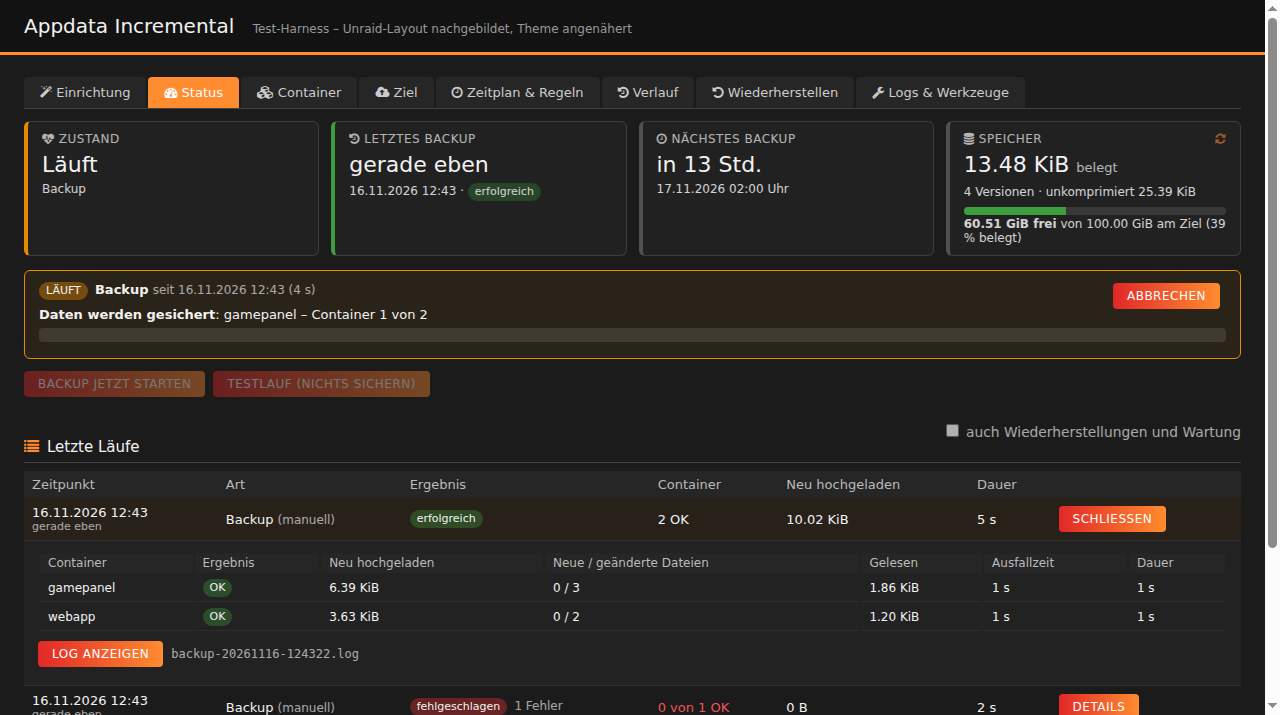 Appdata Incremental Test-Harness – Unraid-Layout nachgebildet, Theme angenähert
Einrichtung Status Container Ziel Zeitplan & Regeln Verlauf Wiederherstellen Logs & Werkzeuge
ZUSTAND
Läuft
Backup
LETZTES BACKUP
gerade eben
16.11.2026 12:43 · erfolgreich
NÄCHSTES BACKUP
in 13 Std.
17.11.2026 02:00 Uhr
SPEICHER
13.48 KiB belegt
4 Versionen · unkomprimiert 25.39 KiB
60.51 GiB frei von 100.00 GiB am Ziel (39
% belegt)
LÄUFT Backup seit 16.11.2026 12:43 (4 s)
ABBRECHEN
Daten werden gesichert: gamepanel – Container 1 von 2
BACKUP JETZT STARTEN TESTLAUF (NICHTS SICHERN)
auch Wiederherstellungen und Wartung
Letzte Läufe
Zeitpunkt Art Ergebnis Container Neu hochgeladen Dauer
16.11.2026 12:43
gerade eben
Backup (manuell) erfolgreich 2 OK 10.02 KiB 5 s SCHLIESSEN
Container Ergebnis Neu hochgeladen Neue / geänderte Dateien Gelesen Ausfallzeit Dauer
gamepanel OK 6.39 KiB 0 / 3 1.86 KiB 1 s 1 s
webapp OK 3.63 KiB 0 / 2 1.20 KiB 1 s 1 s
LOG ANZEIGEN backup-20261116-124322.log
16.11.2026 12:43
gerade eben
Backup (manuell) fehlgeschlagen 1 Fehler 0 von 1 OK 0 B 2 s DETAILS